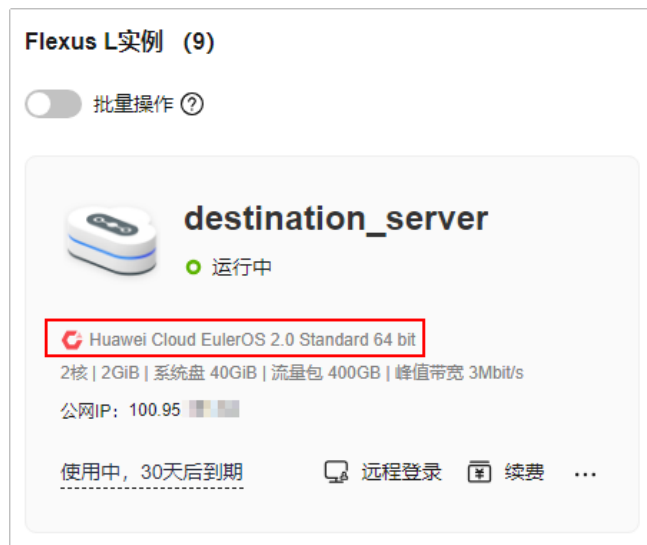 Flexus L实例 (9)
批量操作
destination_server
运行中
Huawei Cloud EulerOS 2.0 Standard 64 bit
2核 | 2GiB | 系统盘 40GiB | 流量包 400GB | 峰值带宽 3Mbit/s
公网IP：100.95
使用中，30天后到期 远程登录 续费 ...